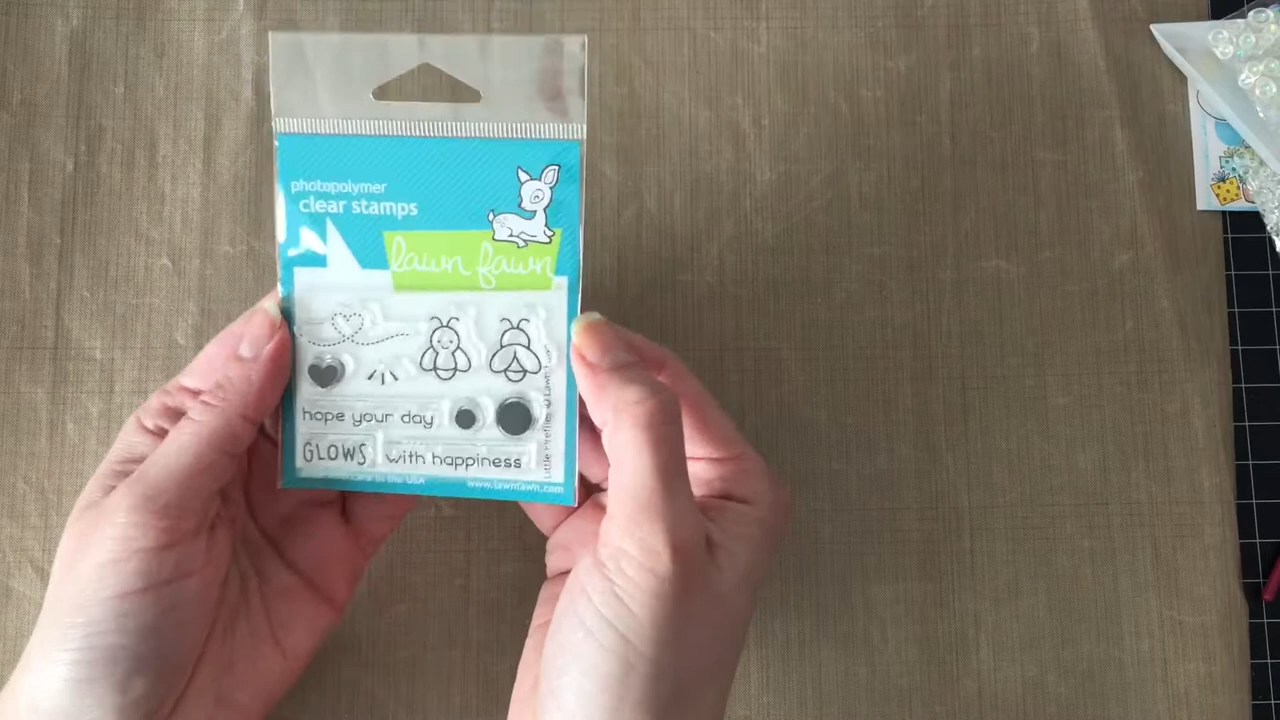 photopolymer
clear stamps
lawn fawn
hope your day
GLOWS with happiness
www.lawnfawn.com